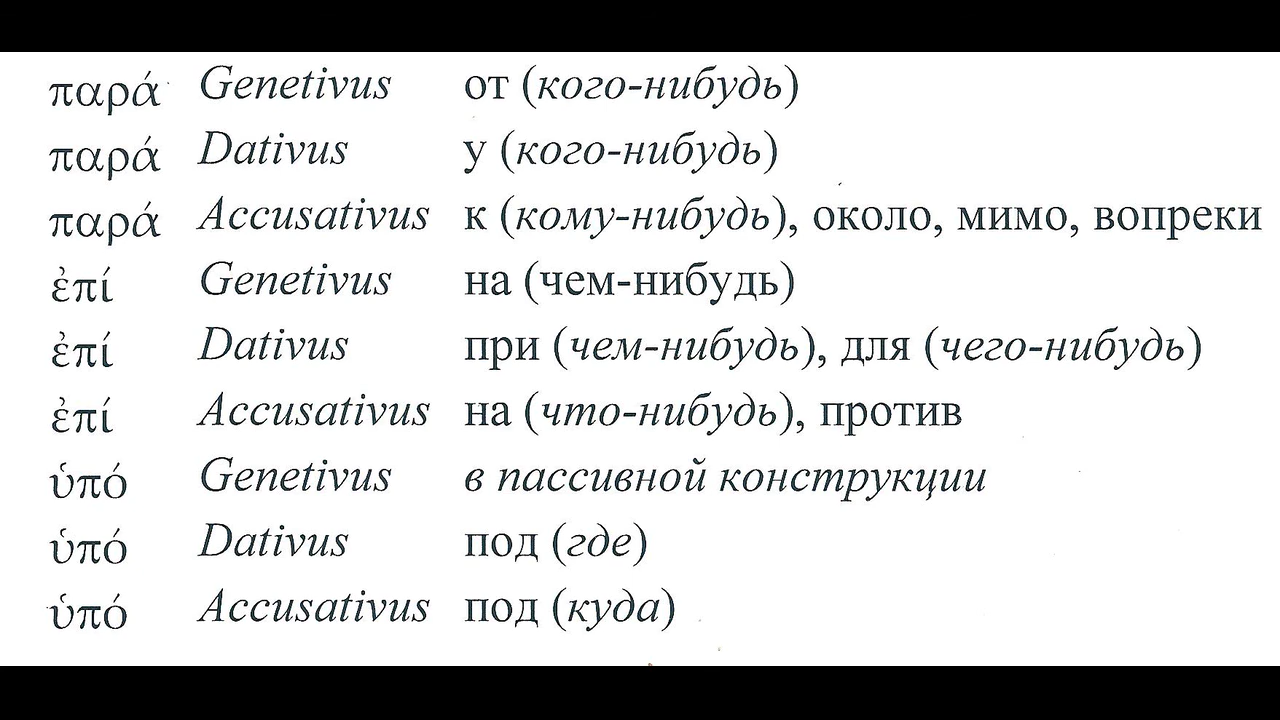 παρά Genetivus от (кого-нибудь)
παρά Dativus у (кого-нибудь)
παρά Accusativus к (кому-нибудь), около, мимо, вопреки
ἐπί Genetivus на (чем-нибудь)
ἐπί Dativus при (чем-нибудь), для (чего-нибудь)
ἐπί Accusativus на (что-нибудь), против
ὑπό Genetivus в пассивной конструкции
ὑπό Dativus под (где)
ὑπό Accusativus под (куда)